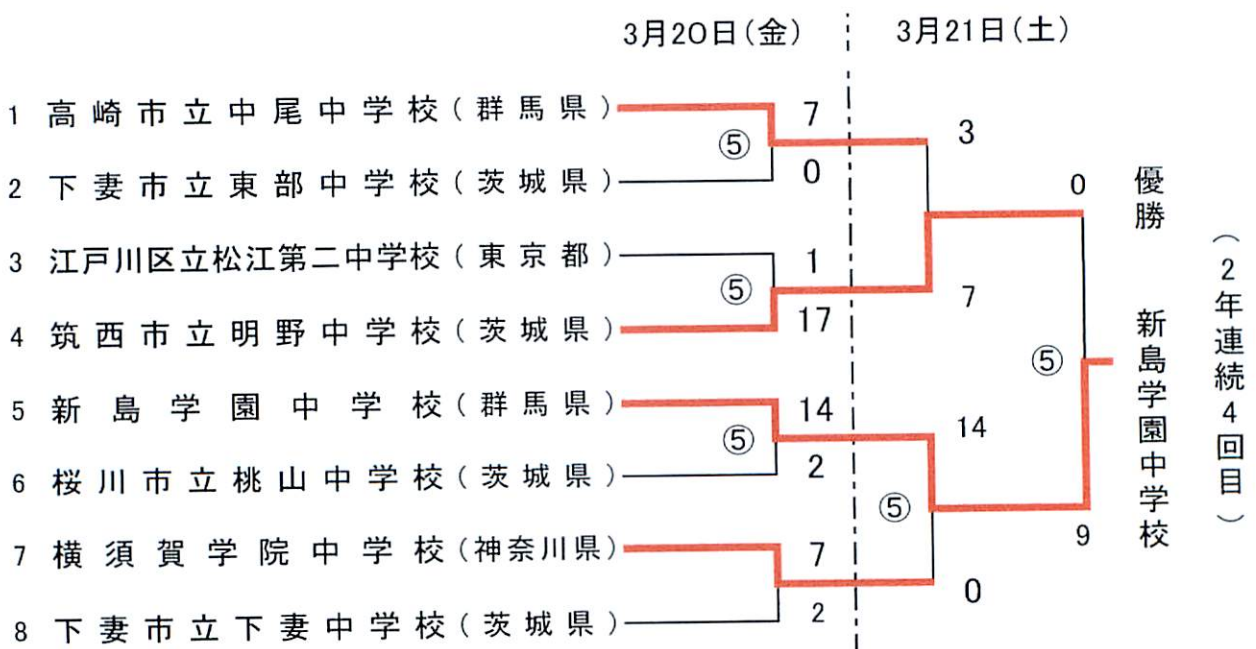 3月20日(金) 3月21日(土)
1 高崎市立中尾中学校(群馬県)
7
3
⑤
0
2 下妻市立東部中学校(茨城県)
0
優勝
3 江戸川区立松江第二中学校(東京都)
1
⑤
7
17
4 筑西市立明野中学校(茨城県)
新島学園中学校
(2年連続4回目)
⑤
5 新島学園中学校(群馬県)
14
14
⑤
2
6 桜川市立桃山中学校(茨城県)
⑤
9
7 横須賀学院中学校(神奈川県)
7
0
2
8 下妻市立下妻中学校(茨城県)